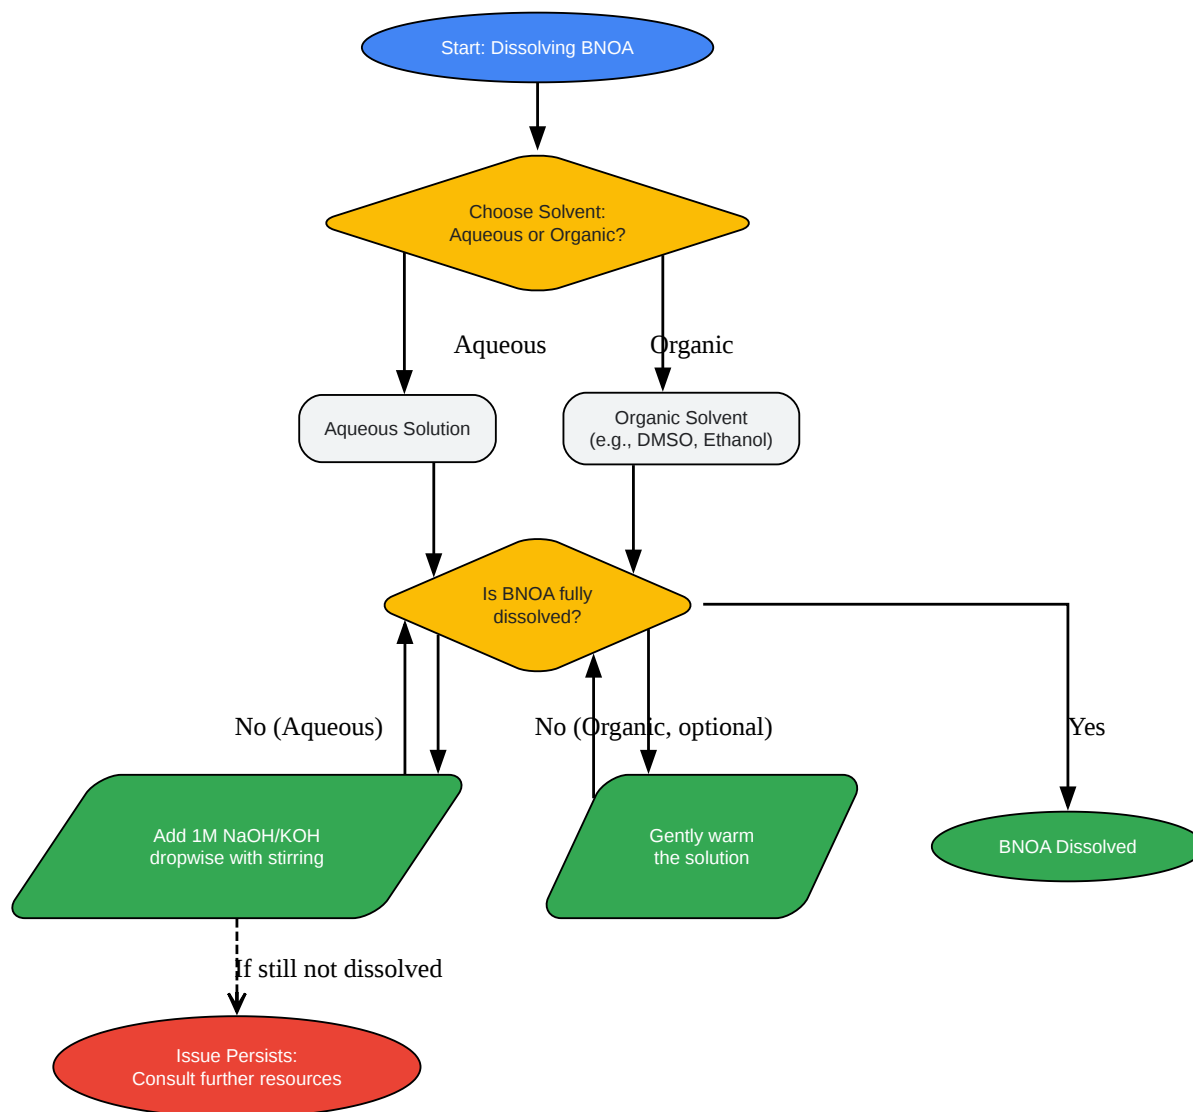 Start: Dissolving BNOA
Choose Solvent:
Aqueous or Organic?
Aqueous
Organic
Aqueous Solution
Organic Solvent
(e.g., DMSO, Ethanol)
Is BNOA fully
dissolved?
No (Aqueous)
No (Organic, optional)
Yes
Add 1M NaOH/KOH
dropwise with stirring
Gently warm
the solution
BNOA Dissolved
If still not dissolved
Issue Persists:
Consult further resources